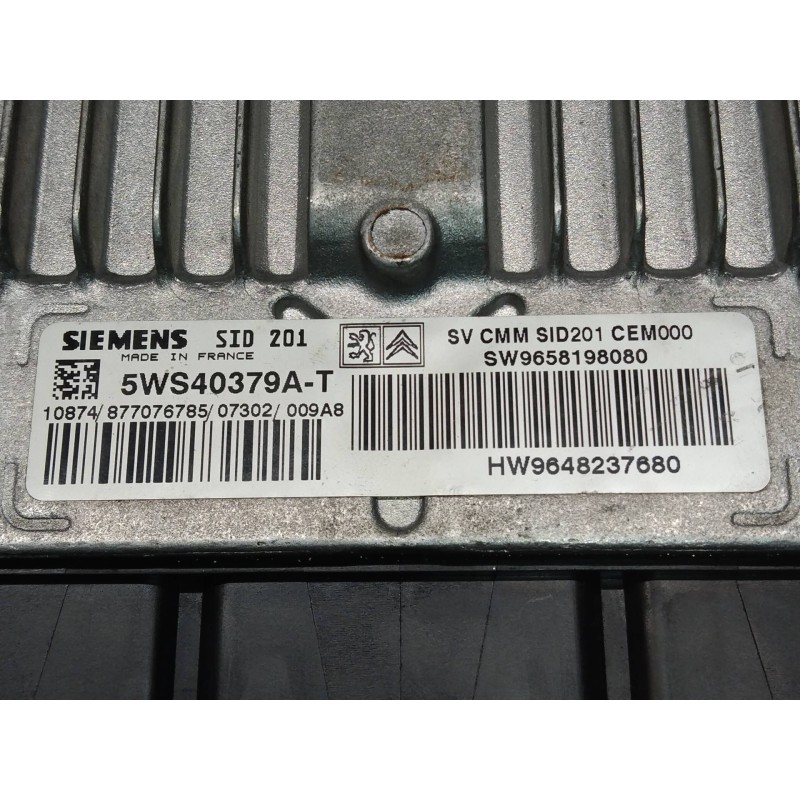 SIEMENS SID 201
MADE IN FRANCE
5WS40379A-T
10874/877076785/07302/009A8
SV CMM SID201 CEM000
SW9658198080
HW9648237680